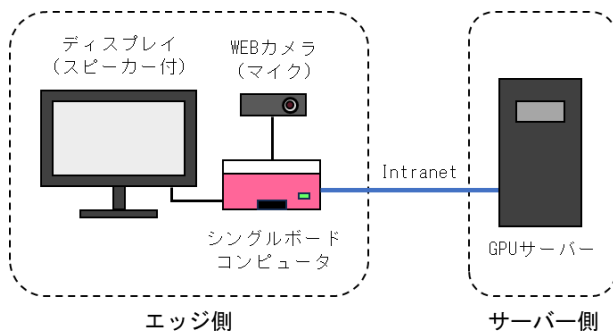 ディスプレイ
(スピーカー付)
WEBカメラ
(マイク)
Intranet
シングルボード
コンピュータ
GPUサーバー
エッジ側
サーバー側